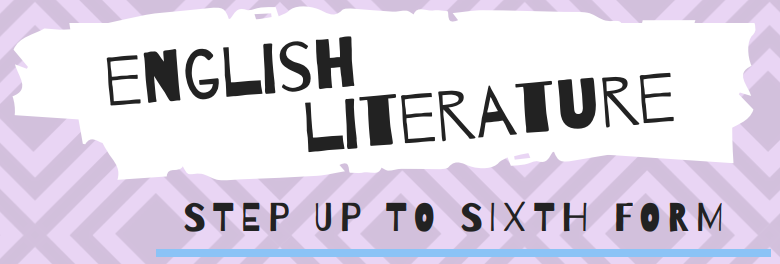 ENGLISH
LITERATURE
STEP UP TO SIXTH FORM